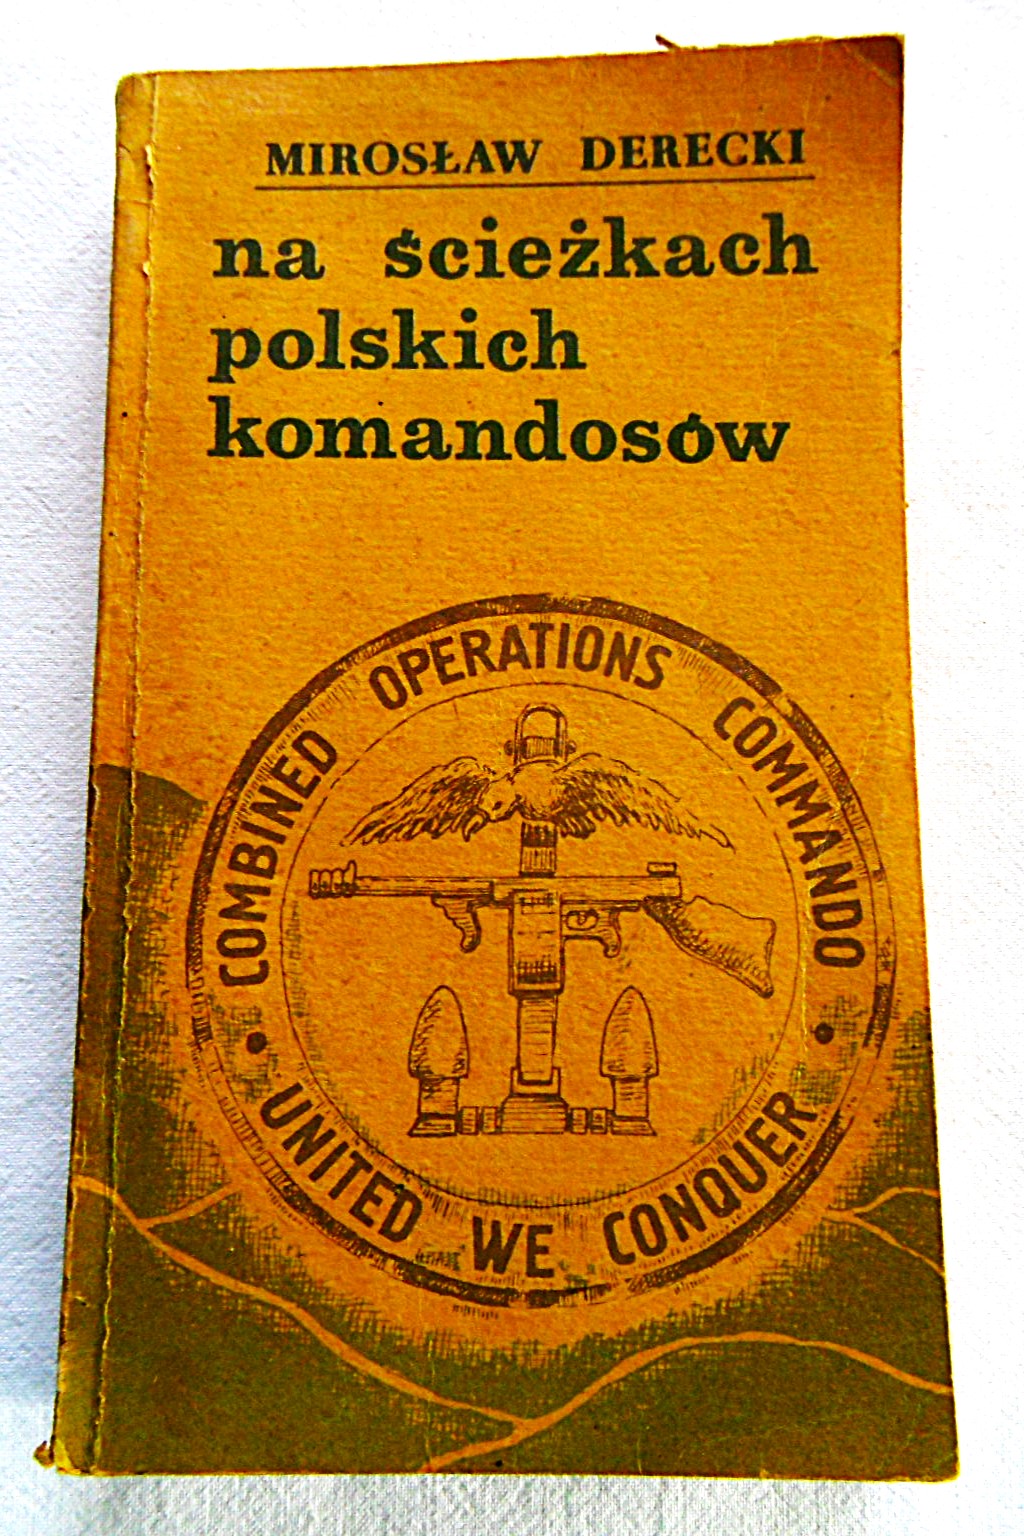 MIROSŁAW DERECKI
na ścieżkach
polskich
komandosów
COMBINED OPERATIONS COMMANDO
UNITED WE CONQUER